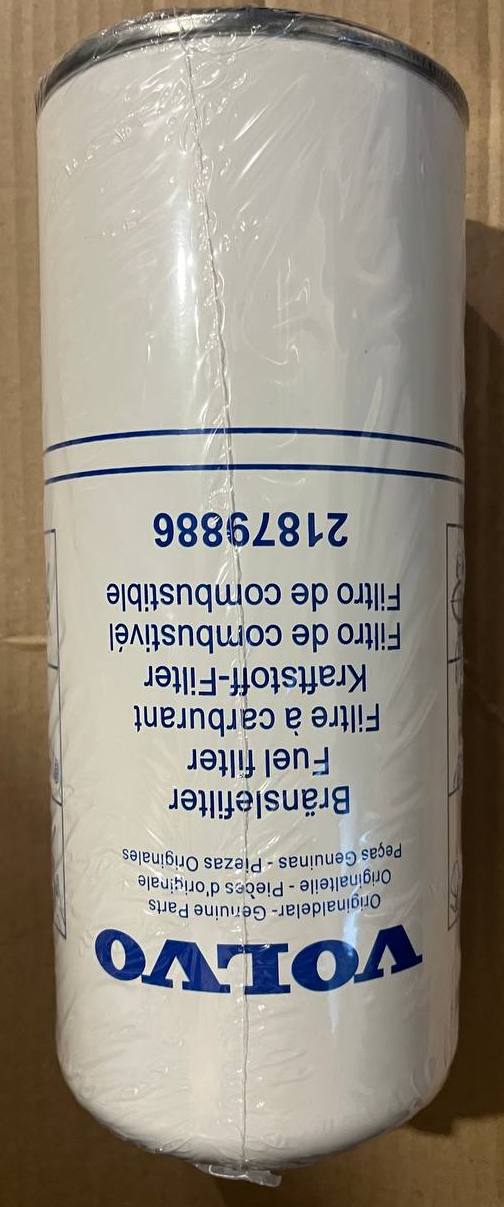 VOLVO
Originaldelar - Genuine Parts
Originalteile - Pièces d'origine
Peças Genuinas - Piezas Originales
Bränslefilter
Fuel filter
Filtre à carburant
Kraftstoff-Filter
Filtro de combustivél
Filtro de combustible
21879886